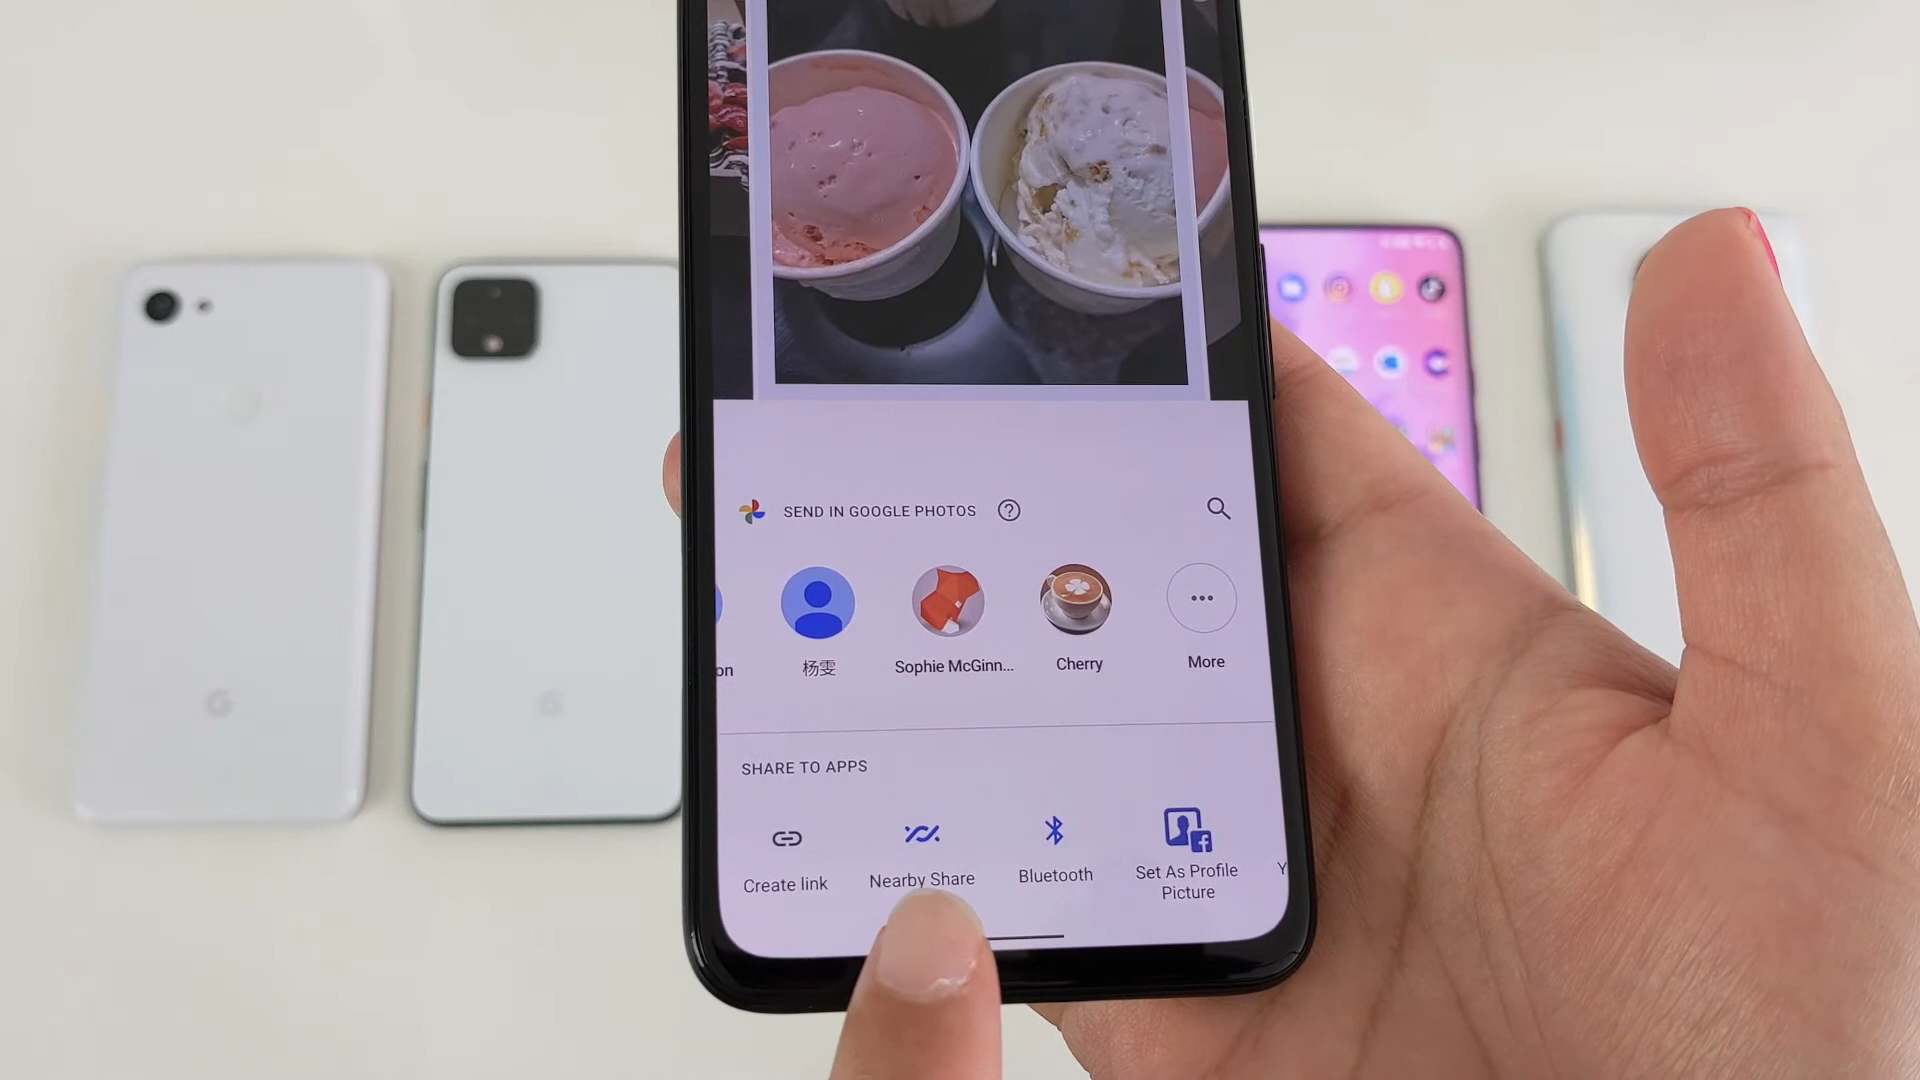 SEND IN GOOGLE PHOTOS
on
杨雯
Sophie McGinn...
Cherry
More
SHARE TO APPS
Create link
Nearby Share
Bluetooth
Set As Profile
Picture
Y